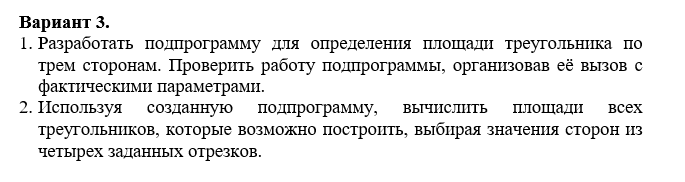 Вариант 3.
1. Разработать подпрограмму для определения площади треугольника по
трем сторонам. Проверить работу подпрограммы, организовав её вызов с
фактическими параметрами.
2. Используя созданную подпрограмму, вычислить площади всех
треугольников, которые возможно построить, выбирая значения сторон из
четырех заданных отрезков.